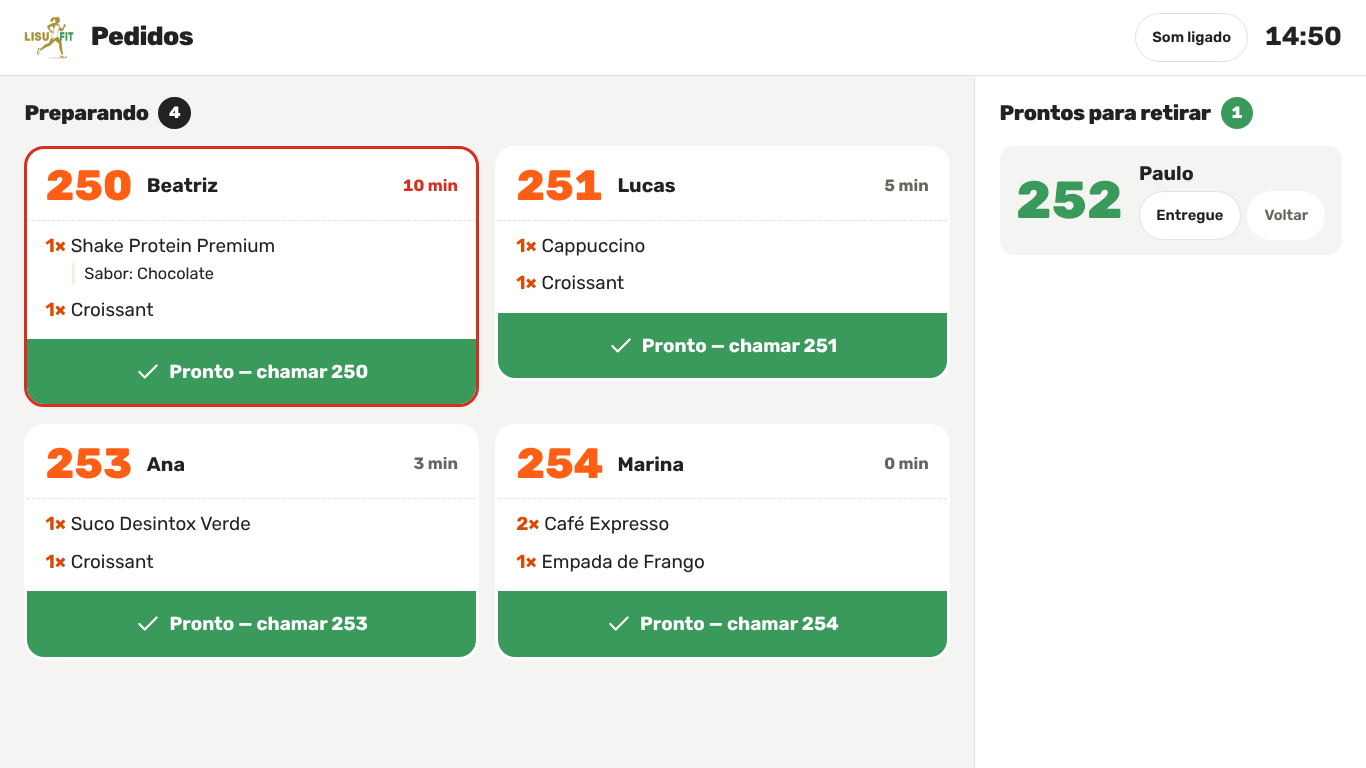 LISU FIT
Pedidos
Som ligado
14:50
Preparando 4
250 Beatriz 10 min
1× Shake Protein Premium
Sabor: Chocolate
1× Croissant
Pronto — chamar 250
251 Lucas 5 min
1× Cappuccino
1× Croissant
Pronto — chamar 251
253 Ana 3 min
1× Suco Desintox Verde
1× Croissant
Pronto — chamar 253
254 Marina 0 min
2× Café Expresso
1× Empada de Frango
Pronto — chamar 254
Prontos para retirar 1
252
Paulo
Entregue Voltar